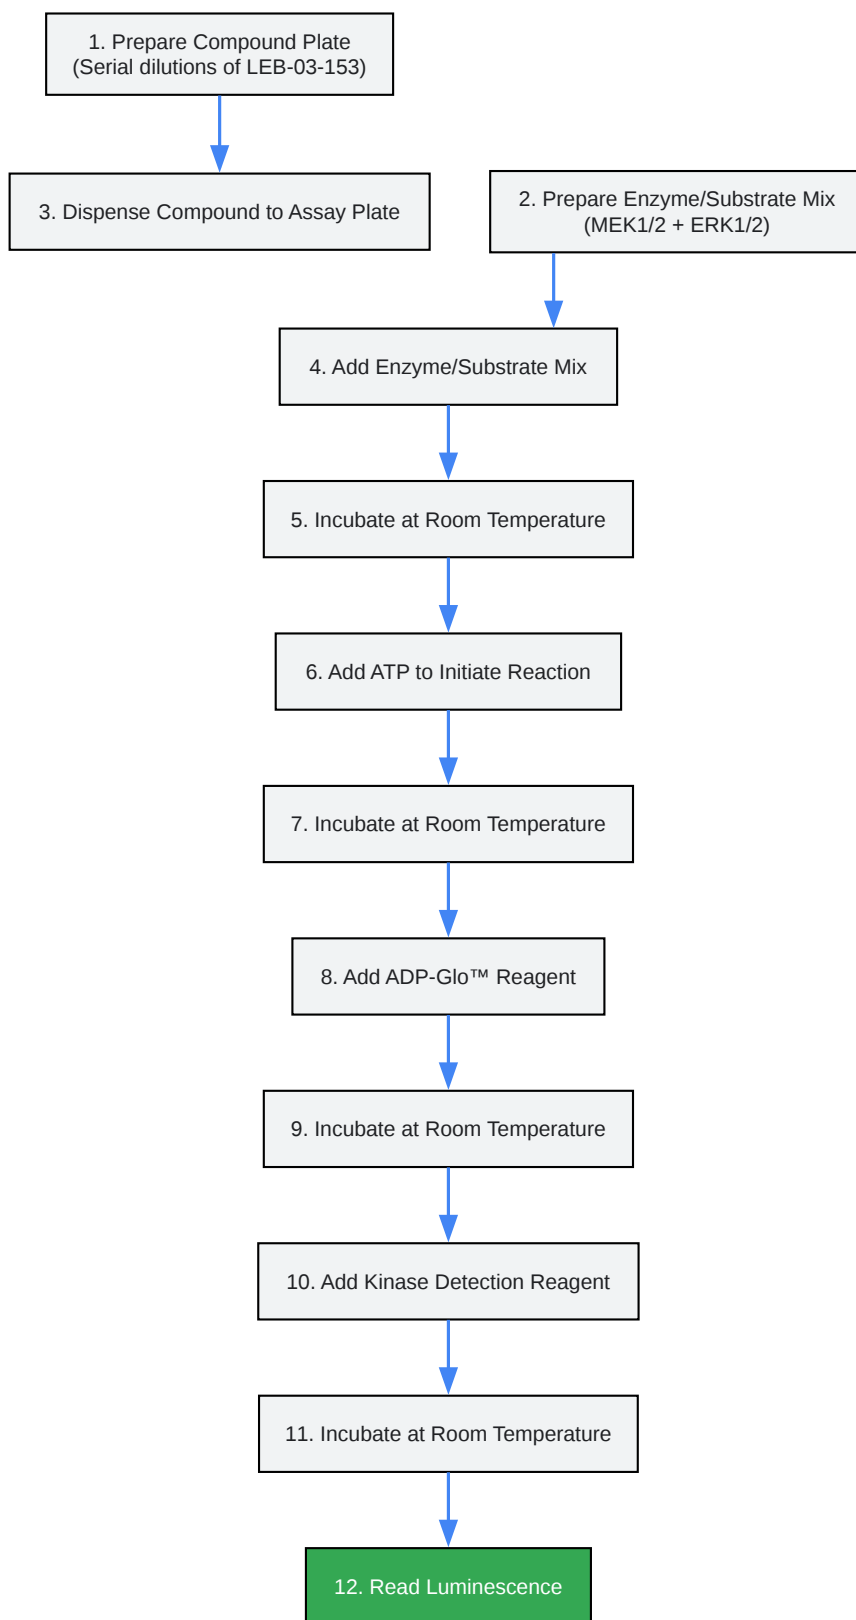 1. Prepare Compound Plate
(Serial dilutions of LEB-03-153)
3. Dispense Compound to Assay Plate
2. Prepare Enzyme/Substrate Mix
(MEK1/2 + ERK1/2)
4. Add Enzyme/Substrate Mix
5. Incubate at Room Temperature
6. Add ATP to Initiate Reaction
7. Incubate at Room Temperature
8. Add ADP-Glo™ Reagent
9. Incubate at Room Temperature
10. Add Kinase Detection Reagent
11. Incubate at Room Temperature
12. Read Luminescence